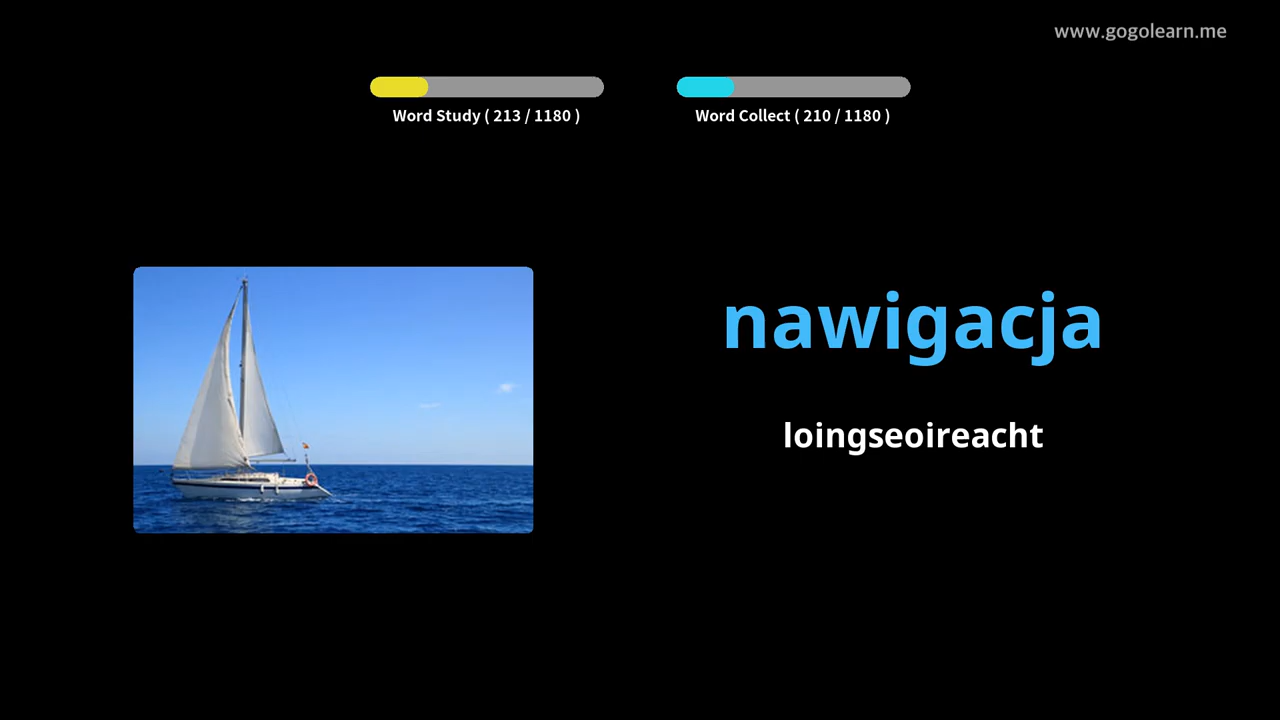 www.gogolearn.me
Word Study ( 213 / 1180 )
Word Collect ( 210 / 1180 )
nawigacja
loingseoireacht